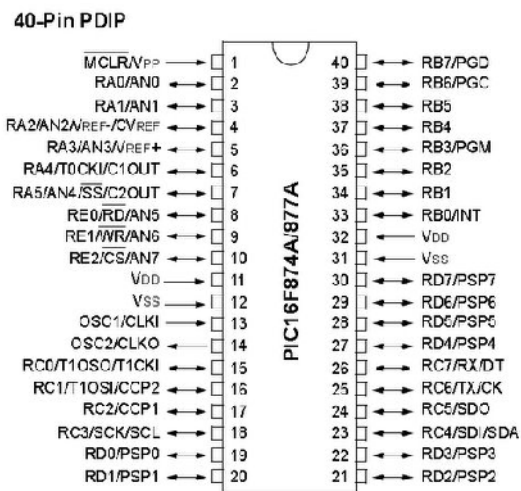 40-Pin PDIP
MCLR/VPP 1 40 RB7/PGD
RA0/AN0 2 39 RB6/PGC
RA1/AN1 3 38 RB5
RA2/AN2/VREF-/CVREF 4 37 RB4
RA3/AN3/VREF+ 5 36 RB3/PGM
RA4/T0CKI/C1OUT 6 35 RB2
RA5/AN4/SS/C2OUT 7 34 RB1
RE0/RD/AN5 8 33 RB0/INT
RE1/WR/AN6 9 32 VDD
RE2/CS/AN7 10 31 VSS
VDD 11 30 RD7/PSP7
VSS 12 29 RD6/PSP6
OSC1/CLKI 13 28 RD5/PSP5
OSC2/CLKO 14 27 RD4/PSP4
RC0/T1OSO/T1CKI 15 26 RC7/RX/DT
RC1/T1OSI/CCP2 16 25 RC6/TX/CK
RC2/CCP1 17 24 RC5/SDO
RC3/SCK/SCL 18 23 RC4/SDI/SDA
RD0/PSP0 19 22 RD3/PSP3
RD1/PSP1 20 21 RD2/PSP2
PIC16F874A/877A